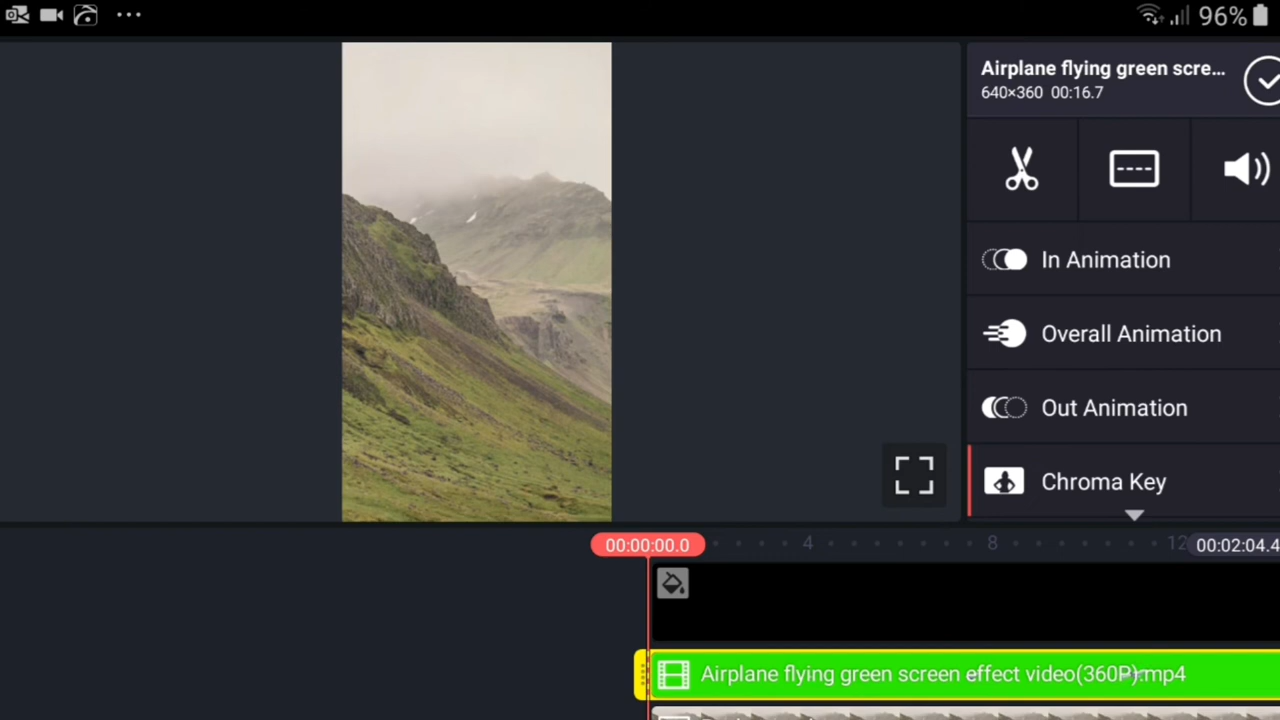 96%
Airplane flying green scre...
640×360 00:16.7
In Animation
Overall Animation
Out Animation
Chroma Key
00:00:00.0 4 8 12 00:02:04.4
Airplane flying green screen effect video(360P).mp4